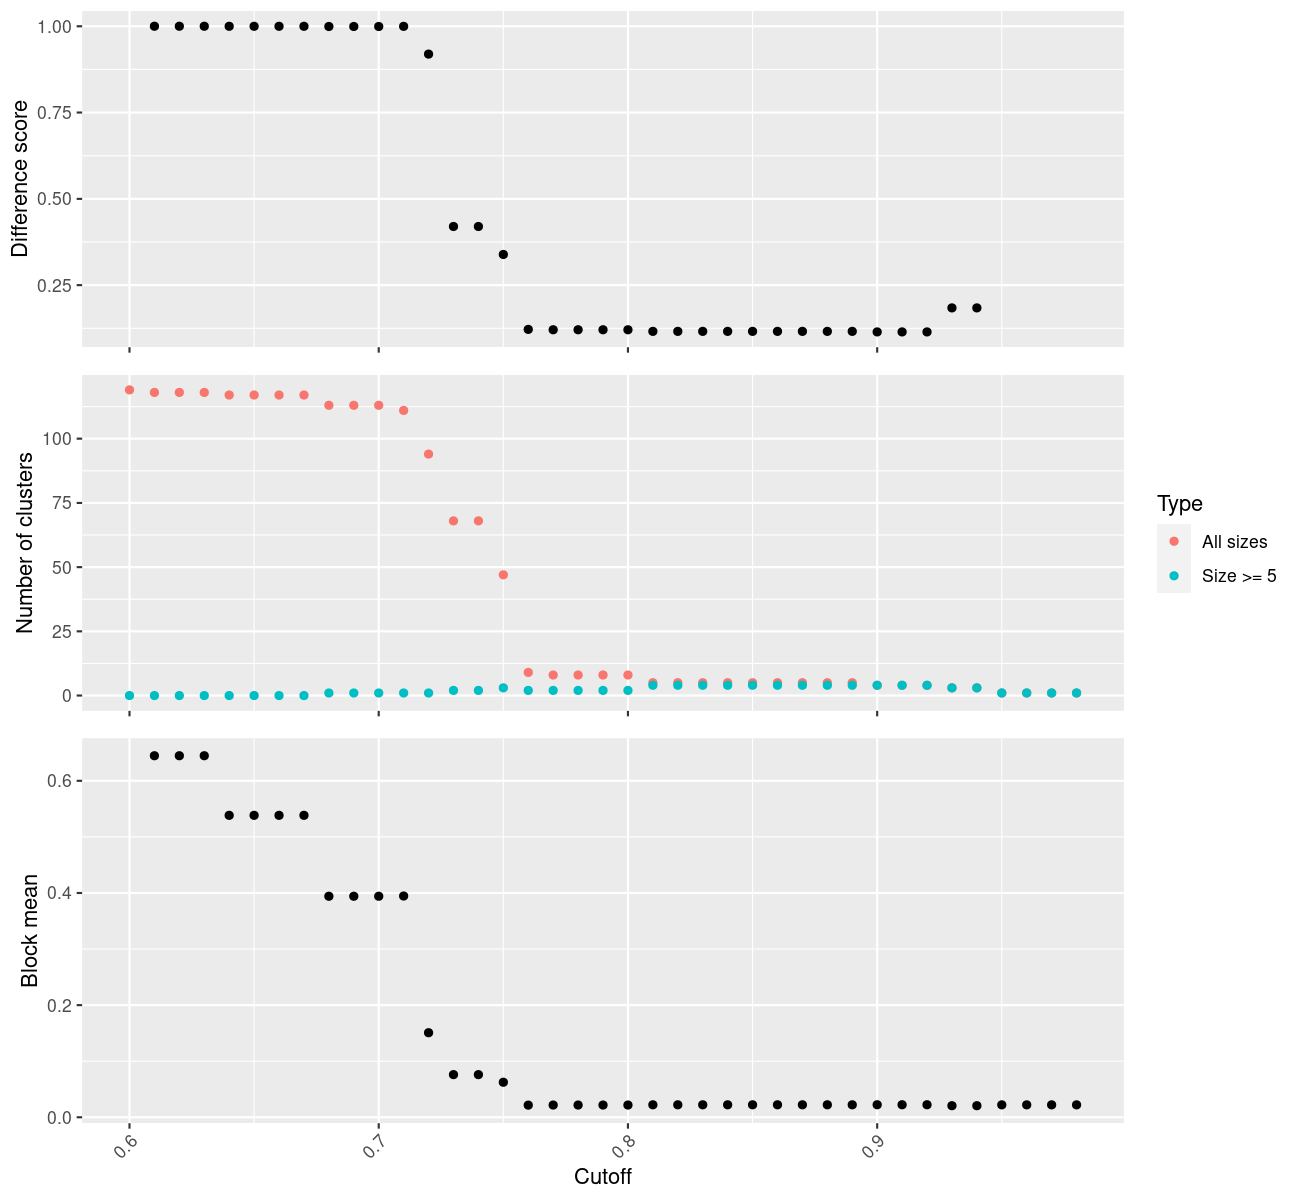 Difference score
1.00
0.75
0.50
0.25
Number of clusters
100
75
50
25
0
Type
All sizes
Size >= 5
Block mean
0.6
0.4
0.2
0.0
0.6 0.7 0.8 0.9
Cutoff